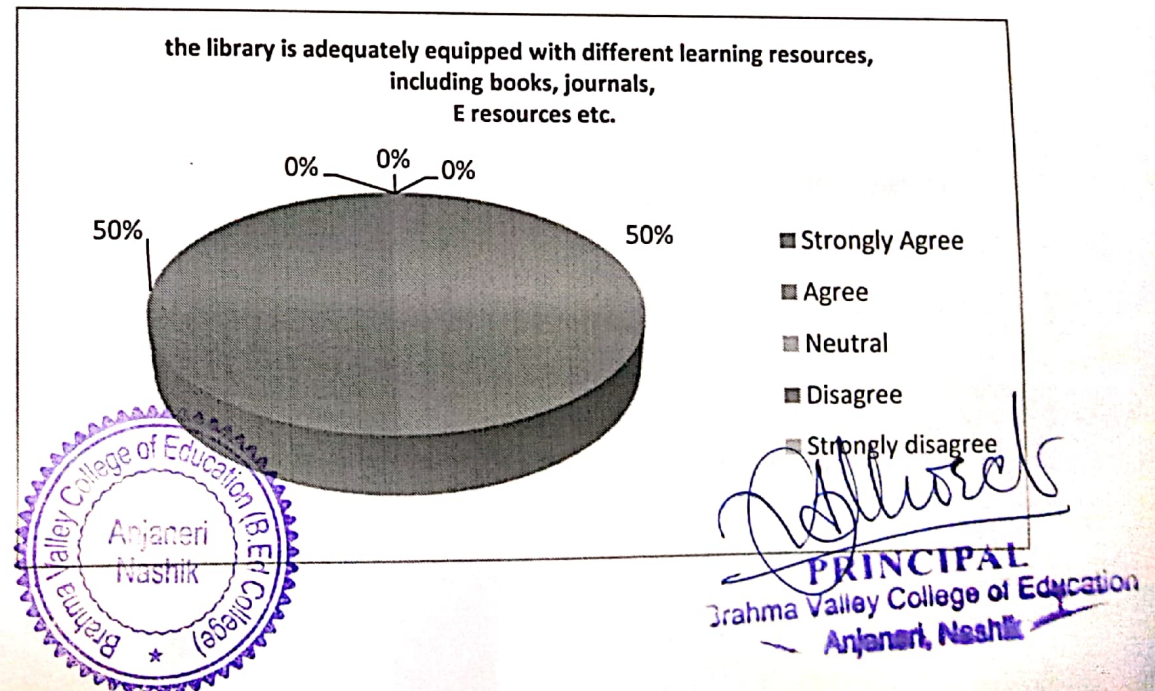 the library is adequately equipped with different learning resources,
including books, journals,
E resources etc.
0%
0%
0%
50%
50%
Strongly Agree
Agree
Neutral
Disagree
Strongly disagree
Brahma Valley College of Education (B.Ed College)
Anjaneri
Nashik
PRINCIPAL
Brahma Valley College of Education
Anjaneri, Nashik